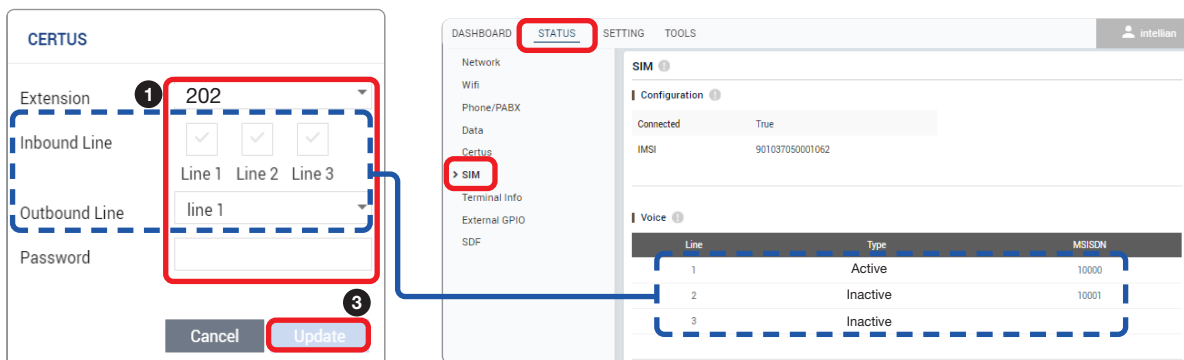 CERTUS
Extension 1 202
Inbound Line
Line 1 Line 2 Line 3
Outbound Line line 1
Password
3
Cancel Update
DASHBOARD STATUS SETTING TOOLS intellian
Network
Wifi
Phone/PABX
Data
Certus
> SIM
Terminal Info
External GPIO
SDF
SIM !
Configuration !
Connected True
IMSI 901037050001062
Voice !
Line Type MSISDN
1 Active 10000
2 Inactive 10001
3 Inactive